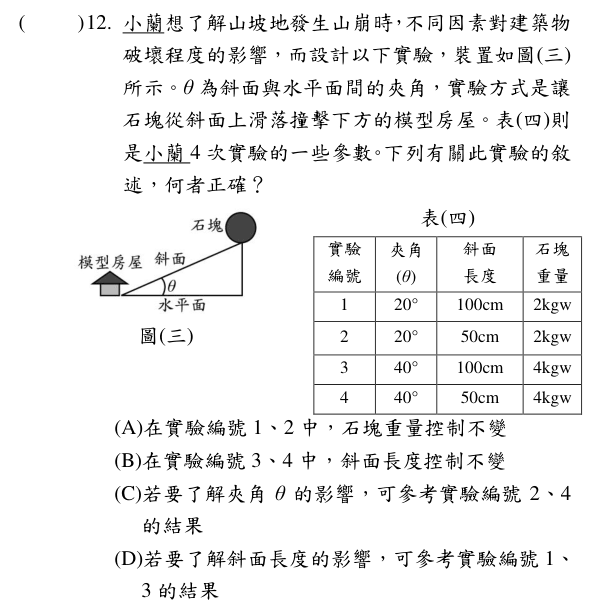 (　　)12. 小蘭想了解山坡地發生山崩時，不同因素對建築物
破壞程度的影響，而設計以下實驗，裝置如圖(三)
所示。θ 為斜面與水平面間的夾角，實驗方式是讓
石塊從斜面上滑落撞擊下方的模型房屋。表(四)則
是小蘭 4 次實驗的一些參數。下列有關此實驗的敘
述，何者正確？
石塊
模型房屋
斜面
θ
水平面
圖(三)
表(四)
實驗編號 夾角(θ) 斜面長度 石塊重量
1 20° 100cm 2kgw
2 20° 50cm 2kgw
3 40° 100cm 4kgw
4 40° 50cm 4kgw
(A)在實驗編號 1、2 中，石塊重量控制不變
(B)在實驗編號 3、4 中，斜面長度控制不變
(C)若要了解夾角 θ 的影響，可參考實驗編號 2、4
的結果
(D)若要了解斜面長度的影響，可參考實驗編號 1、
3 的結果